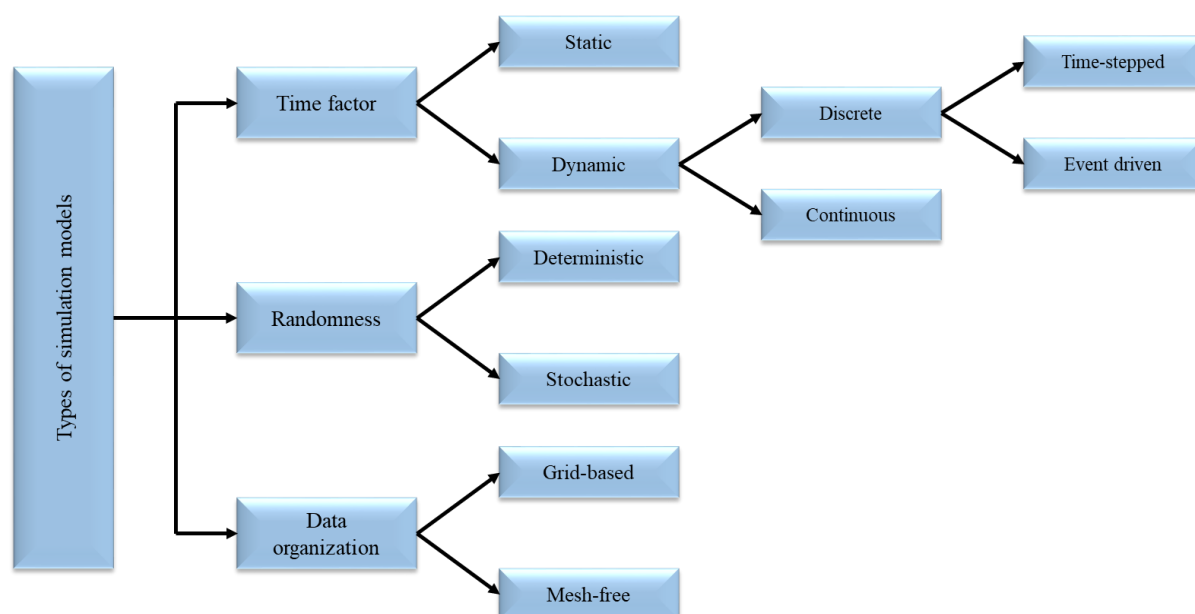 Types of simulation models
Time factor
Static
Dynamic
Discrete
Continuous
Time-stepped
Event driven
Randomness
Deterministic
Stochastic
Data
organization
Grid-based
Mesh-free